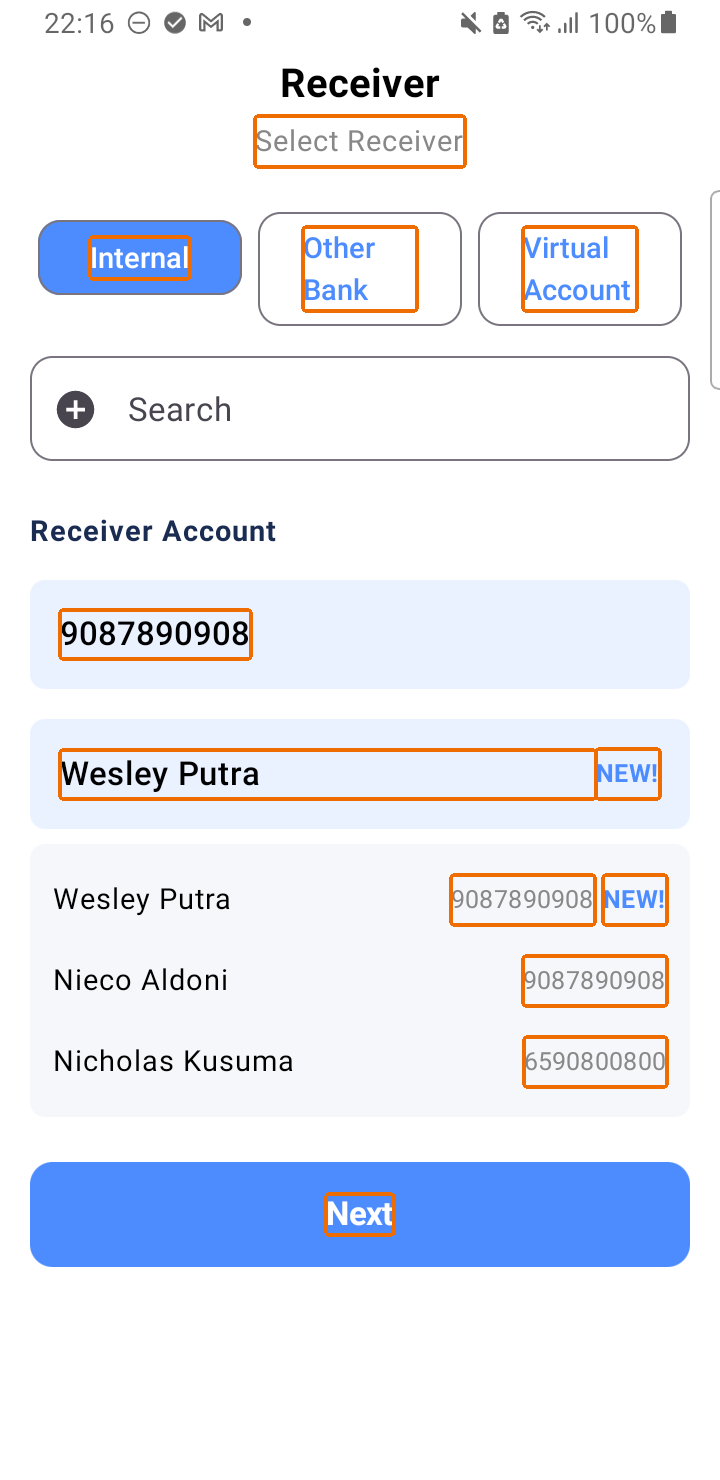 22:16 100%
Receiver
Select Receiver
Internal
Other
Bank
Virtual
Account
Search
Receiver Account
9087890908
Wesley Putra NEW!
Wesley Putra 9087890908 NEW!
Nieco Aldoni 9087890908
Nicholas Kusuma 6590800800
Next